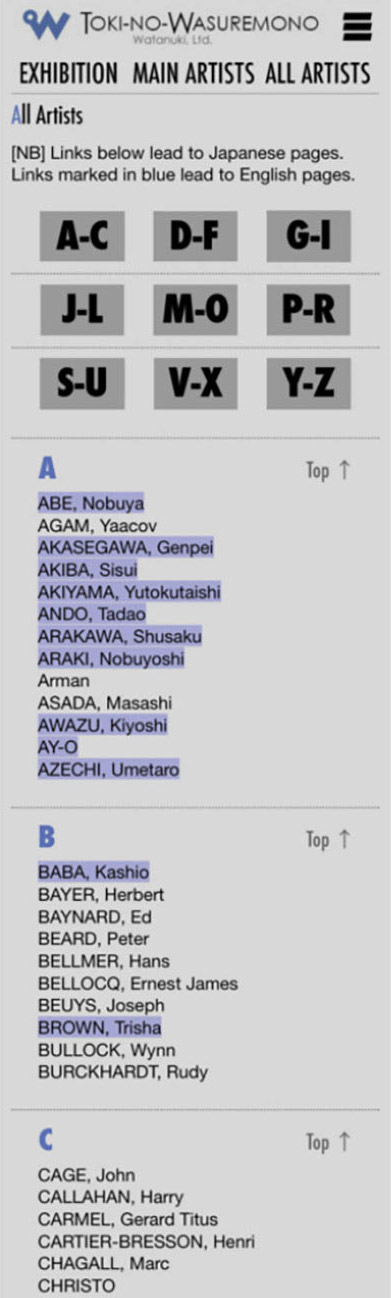 TOKI-NO-WASUREMONO
Watanuki, Ltd.
EXHIBITION MAIN ARTISTS ALL ARTISTS
All Artists
[NB] Links below lead to Japanese pages.
Links marked in blue lead to English pages.
A-C D-F G-I
J-L M-O P-R
S-U V-X Y-Z
A Top ↑
ABE, Nobuya
AGAM, Yaacov
AKASEGAWA, Genpei
AKIBA, Sisui
AKIYAMA, Yutokutaishi
ANDO, Tadao
ARAKAWA, Shusaku
ARAKI, Nobuyoshi
Arman
ASADA, Masashi
AWAZU, Kiyoshi
AY-O
AZECHI, Umetaro
B Top ↑
BABA, Kashio
BAYER, Herbert
BAYNARD, Ed
BEARD, Peter
BELLMER, Hans
BELLOCQ, Ernest James
BEUYS, Joseph
BROWN, Trisha
BULLOCK, Wynn
BURCKHARDT, Rudy
C Top ↑
CAGE, John
CALLAHAN, Harry
CARMEL, Gerard Titus
CARTIER-BRESSON, Henri
CHAGALL, Marc
CHRISTO